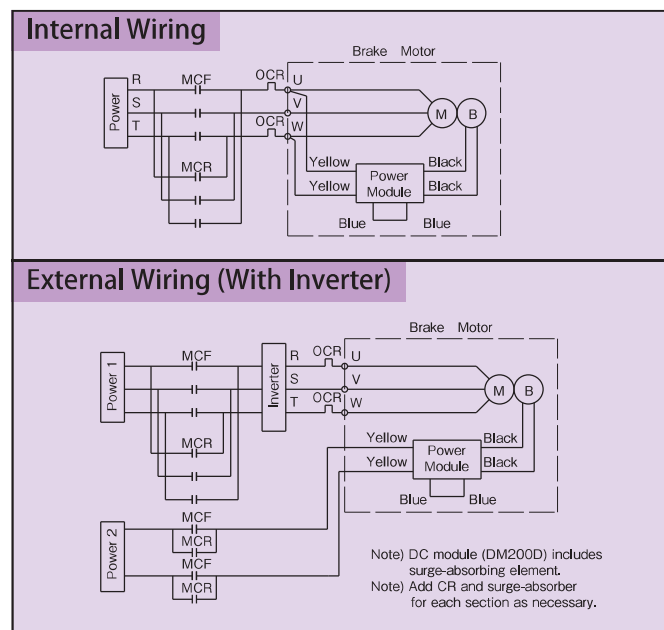 Internal Wiring
Brake Motor
R MCF OCR U
S V
Power
T OCR W
M B
MCR
Yellow Black
Yellow Power Module Black
Blue Blue
External Wiring (With Inverter)
Brake Motor
MCF R OCR U
Power 1
Inverter
S V
T OCR W
M B
MCR
Yellow Black
Yellow Power Module Black
Blue Blue
MCF
MCR
Power 2
MCF
MCR
Note) DC module (DM200D) includes
surge-absorbing element.
Note) Add CR and surge-absorber
for each section as necessary.